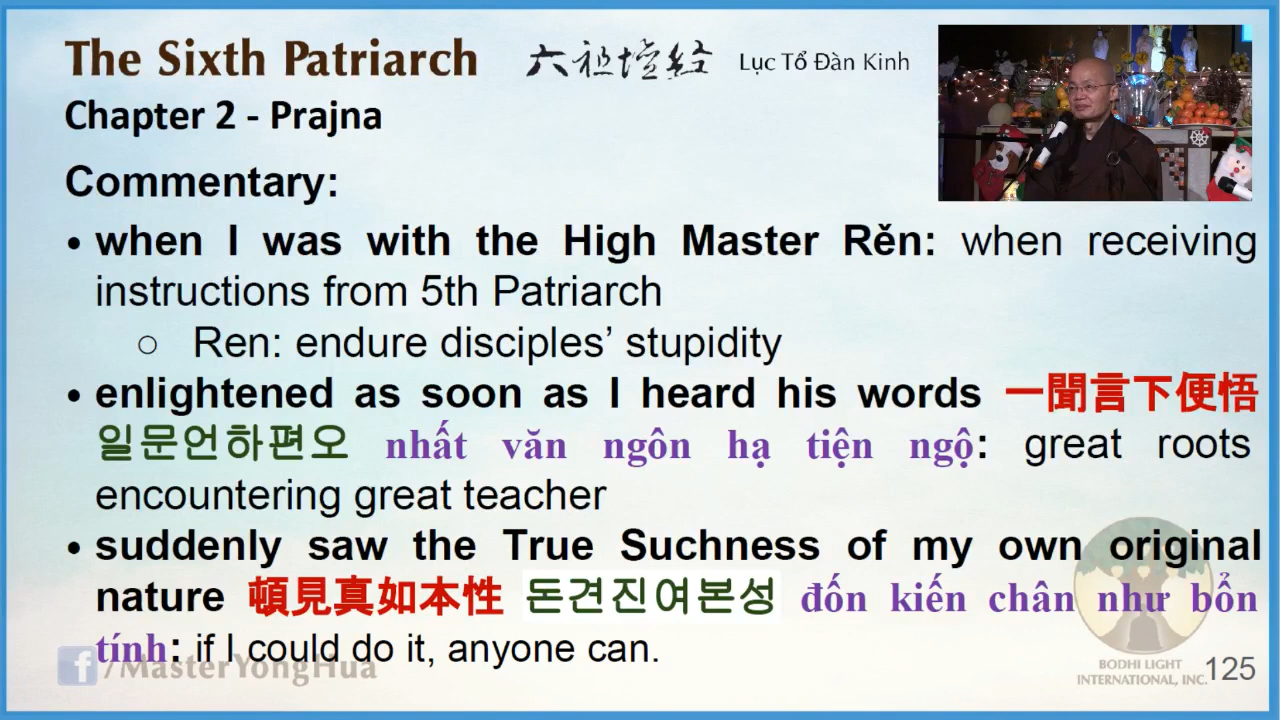 The Sixth Patriarch 六祖壇经 Lục Tổ Đàn Kinh
Chapter 2 - Prajna
Commentary:
• when I was with the High Master Rěn: when receiving
instructions from 5th Patriarch
○ Ren: endure disciples’ stupidity
• enlightened as soon as I heard his words 一聞言下便悟
일문언하편오 nhất văn ngôn hạ tiện ngộ: great roots
encountering great teacher
• suddenly saw the True Suchness of my own original
nature 頓見真如本性 돈견진여본성 đốn kiến chân như bổn
tính: if I could do it, anyone can.
f/MasterYongHua
BODHI LIGHT
INTERNATIONAL, INC.
125